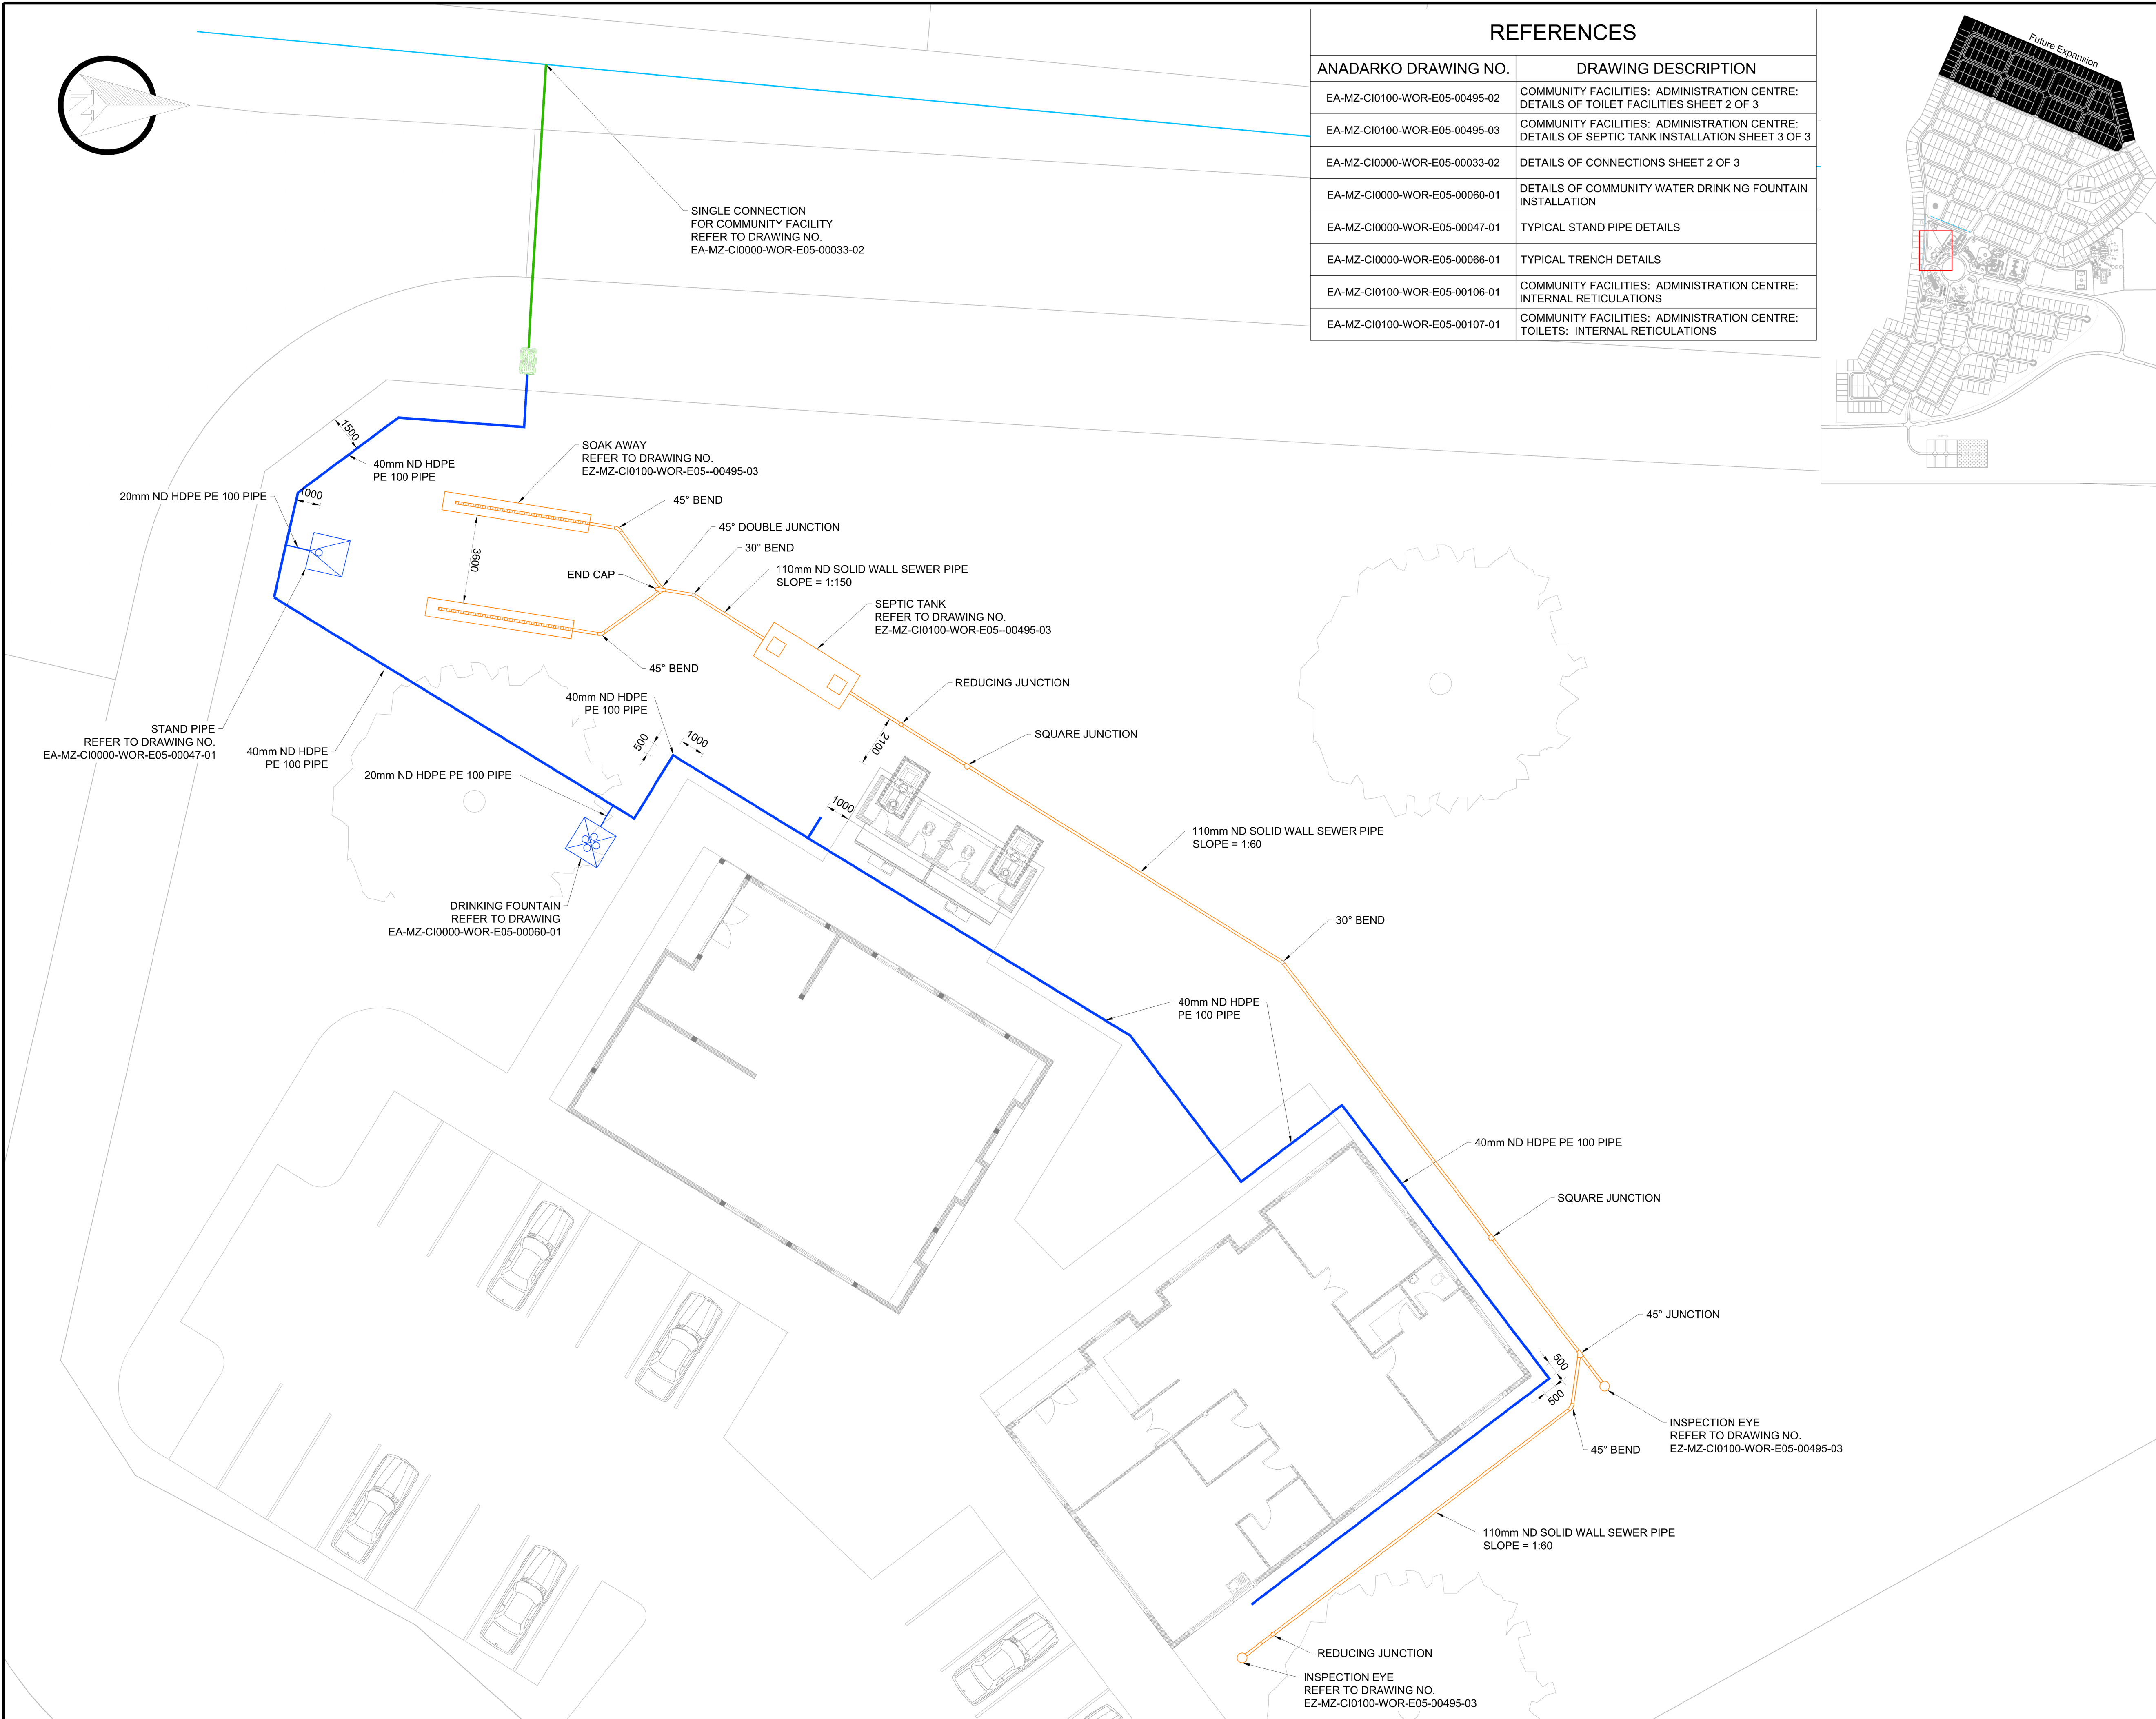 REFERENCES
ANADARKO DRAWING NO. DRAWING DESCRIPTION
EA-MZ-CI0100-WOR-E05-00495-02 COMMUNITY FACILITIES: ADMINISTRATION CENTRE:
DETAILS OF TOILET FACILITIES SHEET 2 OF 3
EA-MZ-CI0100-WOR-E05-00495-03 COMMUNITY FACILITIES: ADMINISTRATION CENTRE:
DETAILS OF SEPTIC TANK INSTALLATION SHEET 3 OF 3
EA-MZ-CI0000-WOR-E05-00033-02 DETAILS OF CONNECTIONS SHEET 2 OF 3
EA-MZ-CI0000-WOR-E05-00060-01 DETAILS OF COMMUNITY WATER DRINKING FOUNTAIN
INSTALLATION
EA-MZ-CI0000-WOR-E05-00047-01 TYPICAL STAND PIPE DETAILS
EA-MZ-CI0000-WOR-E05-00066-01 TYPICAL TRENCH DETAILS
EA-MZ-CI0100-WOR-E05-00106-01 COMMUNITY FACILITIES: ADMINISTRATION CENTRE:
INTERNAL RETICULATIONS
EA-MZ-CI0100-WOR-E05-00107-01 COMMUNITY FACILITIES: ADMINISTRATION CENTRE:
TOILETS: INTERNAL RETICULATIONS
Future Expansion
N
SINGLE CONNECTION
FOR COMMUNITY FACILITY
REFER TO DRAWING NO.
EA-MZ-CI0000-WOR-E05-00033-02
1500
40mm ND HDPE
PE 100 PIPE
SOAK AWAY
REFER TO DRAWING NO.
EZ-MZ-CI0100-WOR-E05--00495-03
20mm ND HDPE PE 100 PIPE
1000
45° BEND
45° DOUBLE JUNCTION
30° BEND
3600
END CAP
110mm ND SOLID WALL SEWER PIPE
SLOPE = 1:150
SEPTIC TANK
REFER TO DRAWING NO.
EZ-MZ-CI0100-WOR-E05--00495-03
45° BEND
REDUCING JUNCTION
40mm ND HDPE
PE 100 PIPE
STAND PIPE
REFER TO DRAWING NO.
EA-MZ-CI0000-WOR-E05-00047-01
40mm ND HDPE
PE 100 PIPE
500
1000
2100
SQUARE JUNCTION
20mm ND HDPE PE 100 PIPE
1000
110mm ND SOLID WALL SEWER PIPE
SLOPE = 1:60
DRINKING FOUNTAIN
REFER TO DRAWING
EA-MZ-CI0000-WOR-E05-00060-01
30° BEND
40mm ND HDPE
PE 100 PIPE
40mm ND HDPE PE 100 PIPE
SQUARE JUNCTION
45° JUNCTION
500
500
INSPECTION EYE
REFER TO DRAWING NO.
EZ-MZ-CI0100-WOR-E05-00495-03
45° BEND
110mm ND SOLID WALL SEWER PIPE
SLOPE = 1:60
REDUCING JUNCTION
INSPECTION EYE
REFER TO DRAWING NO.
EZ-MZ-CI0100-WOR-E05-00495-03